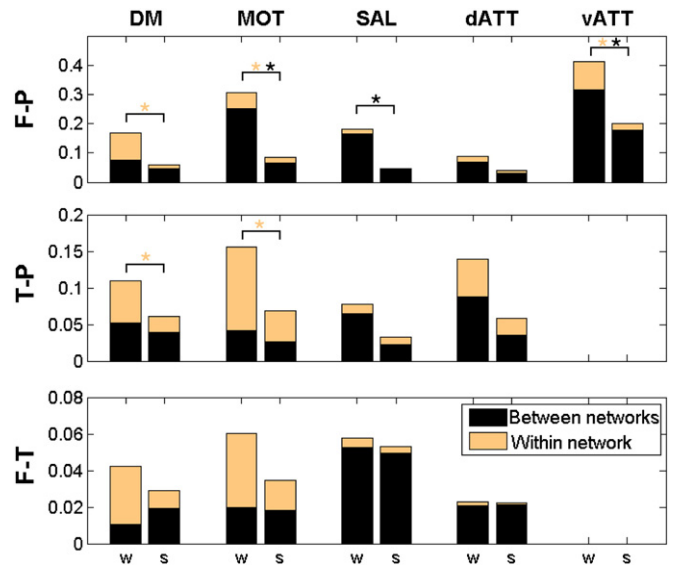 DM MOT SAL dATT vATT
F-P
0.4
0.3
0.2
0.1
0
* * * * * *
T-P
0.2
0.15
0.1
0.05
0
* *
F-T
0.08
0.06
0.04
0.02
0
Between networks
Within network
w s w s w s w s w s